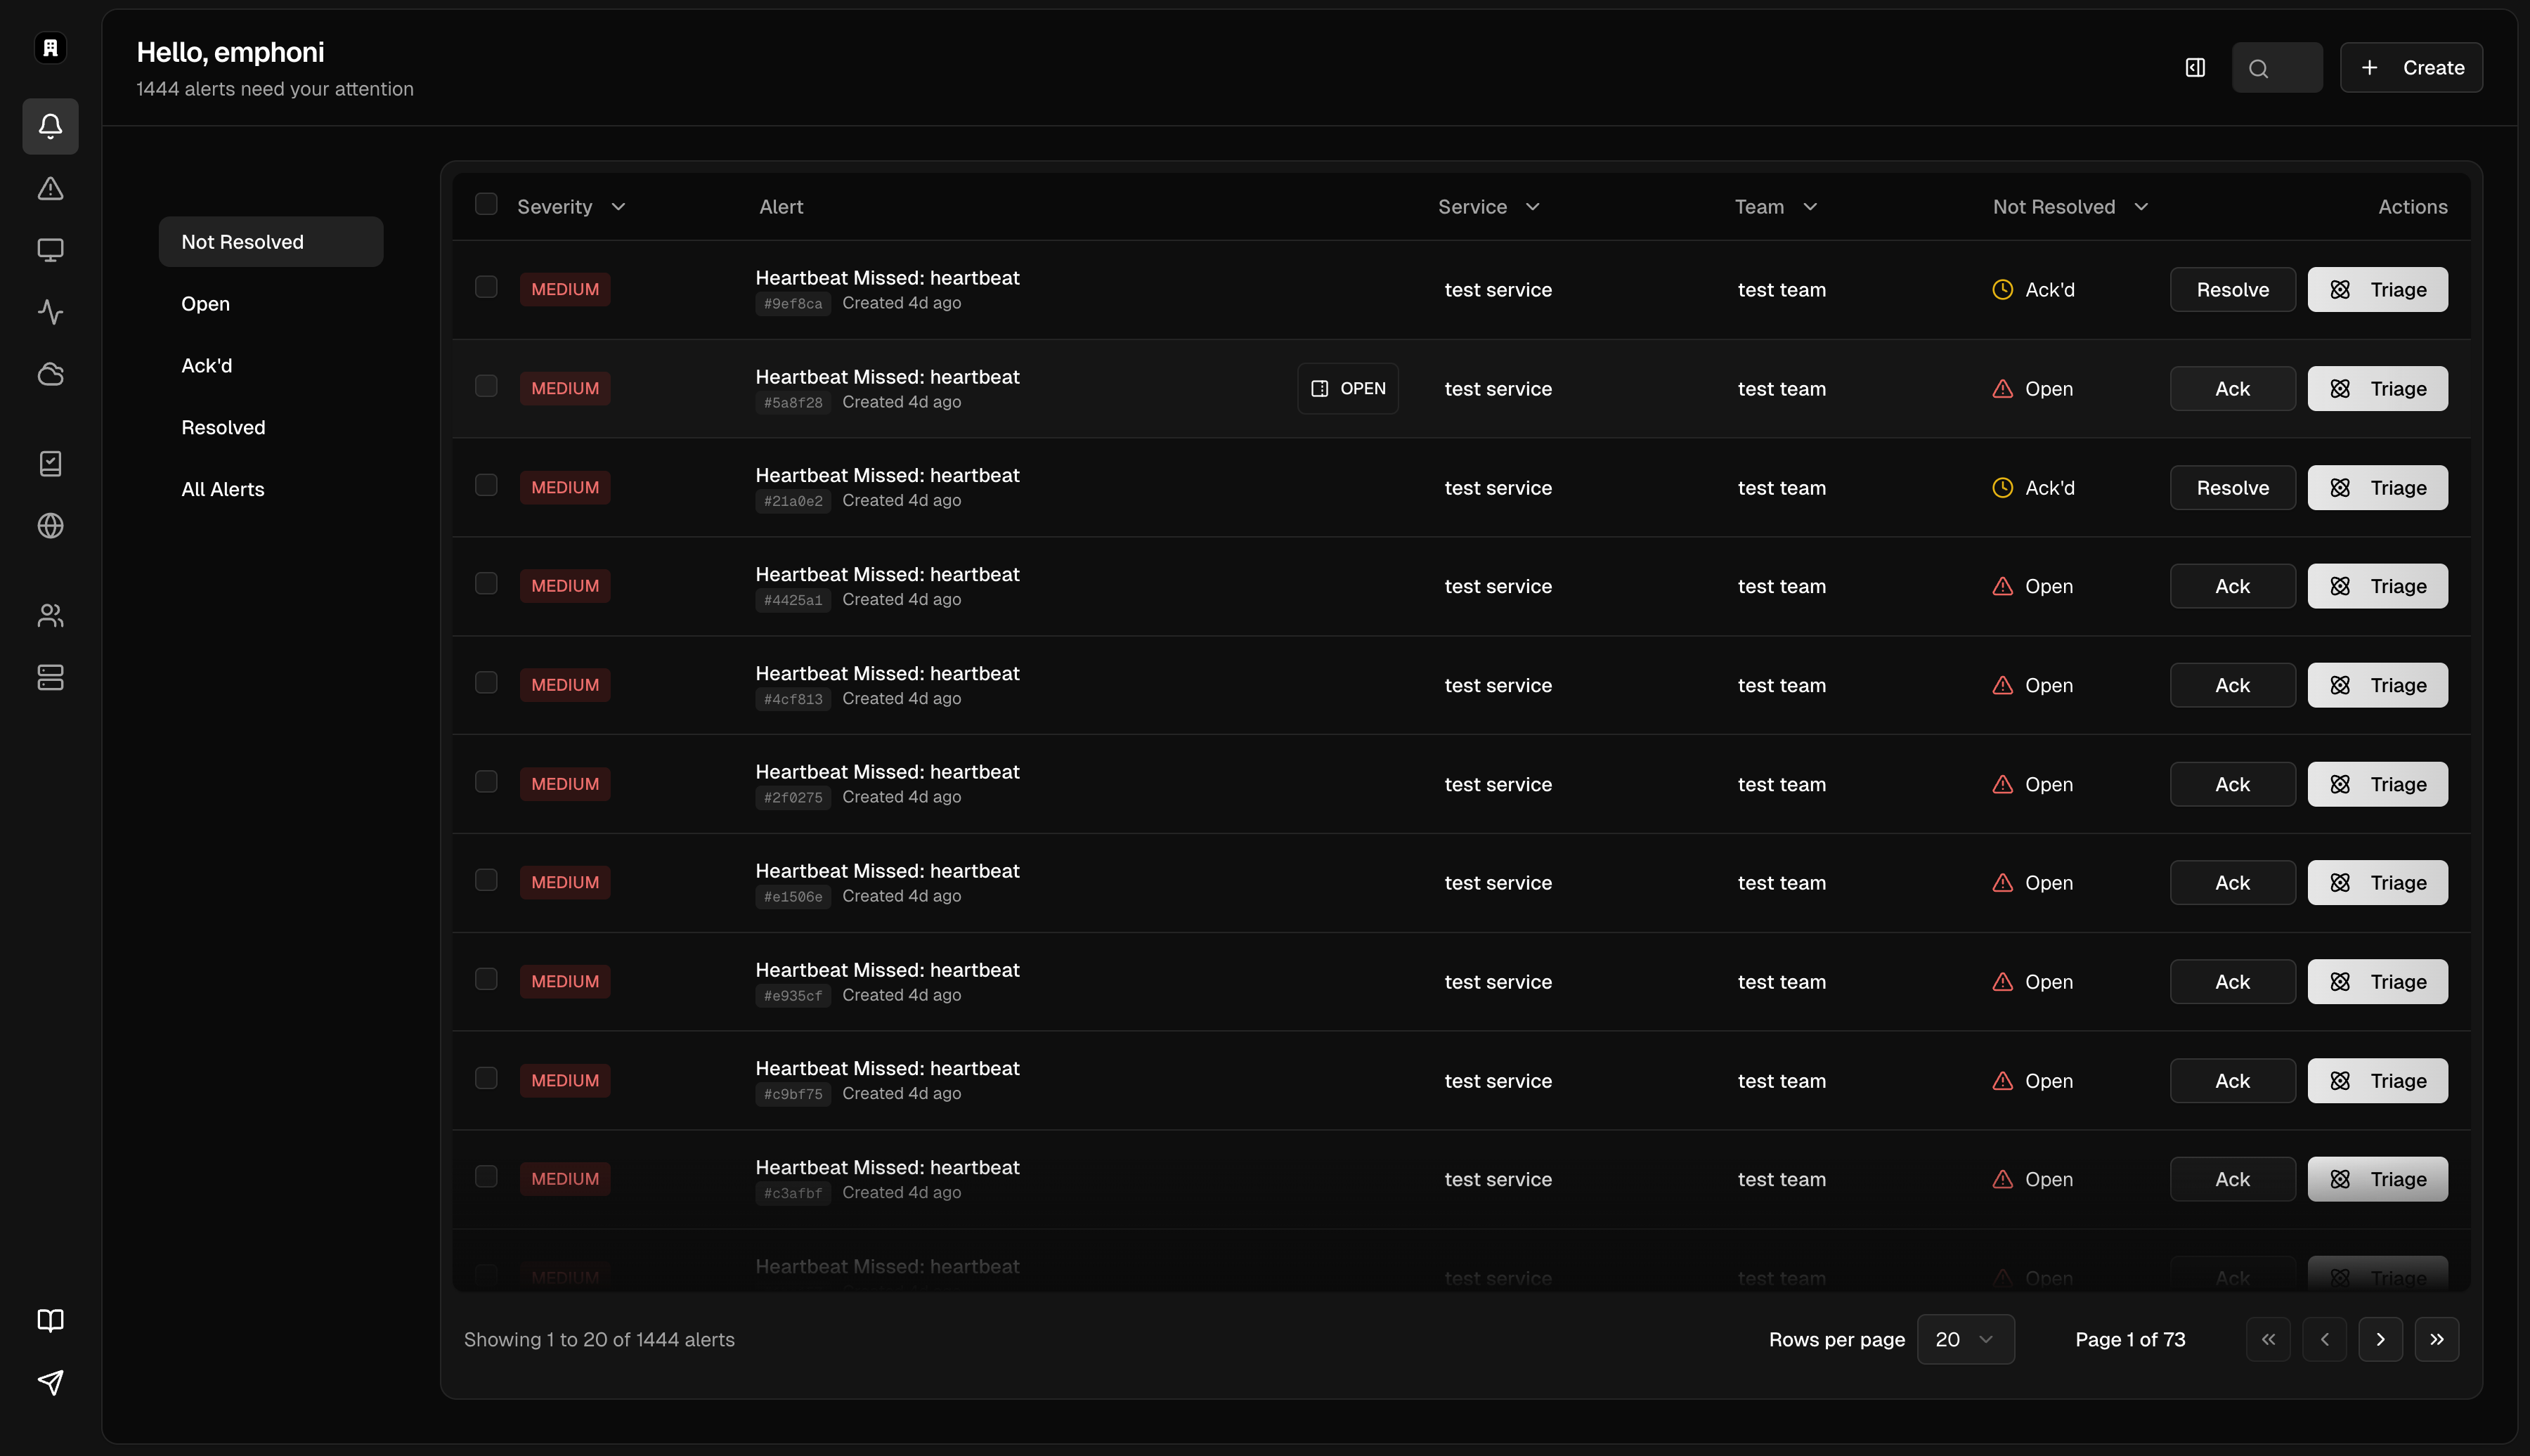 Hello, emphoni
1444 alerts need your attention
Create
Not Resolved
Open
Ack'd
Resolved
All Alerts
Severity Alert Service Team Not Resolved Actions
MEDIUM Heartbeat Missed: heartbeat test service test team Ack'd Resolve Triage
#9ef8ca Created 4d ago
MEDIUM Heartbeat Missed: heartbeat OPEN test service test team Open Ack Triage
#5a8f28 Created 4d ago
MEDIUM Heartbeat Missed: heartbeat test service test team Ack'd Resolve Triage
#21a0e2 Created 4d ago
MEDIUM Heartbeat Missed: heartbeat test service test team Open Ack Triage
#4425a1 Created 4d ago
MEDIUM Heartbeat Missed: heartbeat test service test team Open Ack Triage
#4cf813 Created 4d ago
MEDIUM Heartbeat Missed: heartbeat test service test team Open Ack Triage
#2f0275 Created 4d ago
MEDIUM Heartbeat Missed: heartbeat test service test team Open Ack Triage
#e1506e Created 4d ago
MEDIUM Heartbeat Missed: heartbeat test service test team Open Ack Triage
#e935cf Created 4d ago
MEDIUM Heartbeat Missed: heartbeat test service test team Open Ack Triage
#c9bf75 Created 4d ago
MEDIUM Heartbeat Missed: heartbeat test service test team Open Ack Triage
#c3afbf Created 4d ago
MEDIUM Heartbeat Missed: heartbeat test service test team Open Ack Triage
Showing 1 to 20 of 1444 alerts Rows per page 20 Page 1 of 73